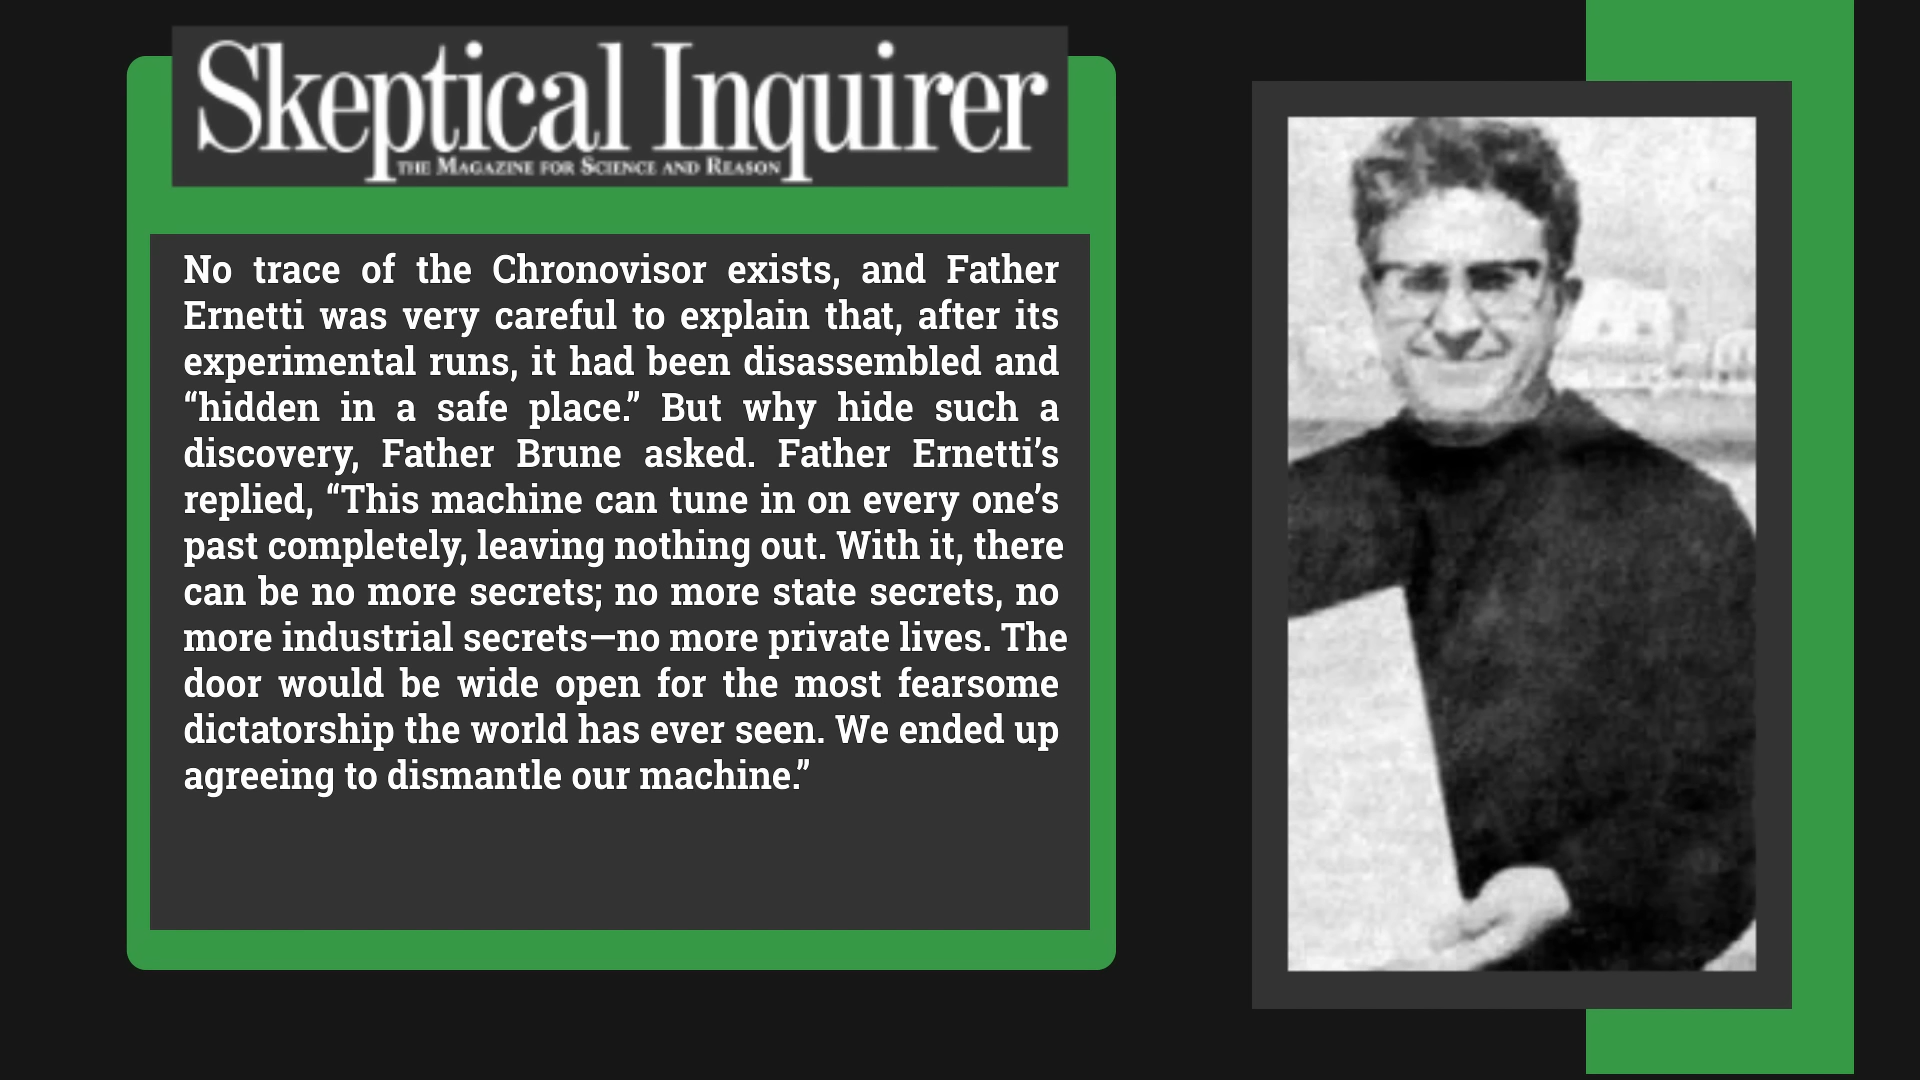 Skeptical Inquirer
THE MAGAZINE FOR SCIENCE AND REASON
No trace of the Chronovisor exists, and Father
Ernetti was very careful to explain that, after its
experimental runs, it had been disassembled and
“hidden in a safe place.” But why hide such a
discovery, Father Brune asked. Father Ernetti’s
replied, “This machine can tune in on every one’s
past completely, leaving nothing out. With it, there
can be no more secrets; no more state secrets, no
more industrial secrets—no more private lives. The
door would be wide open for the most fearsome
dictatorship the world has ever seen. We ended up
agreeing to dismantle our machine.”